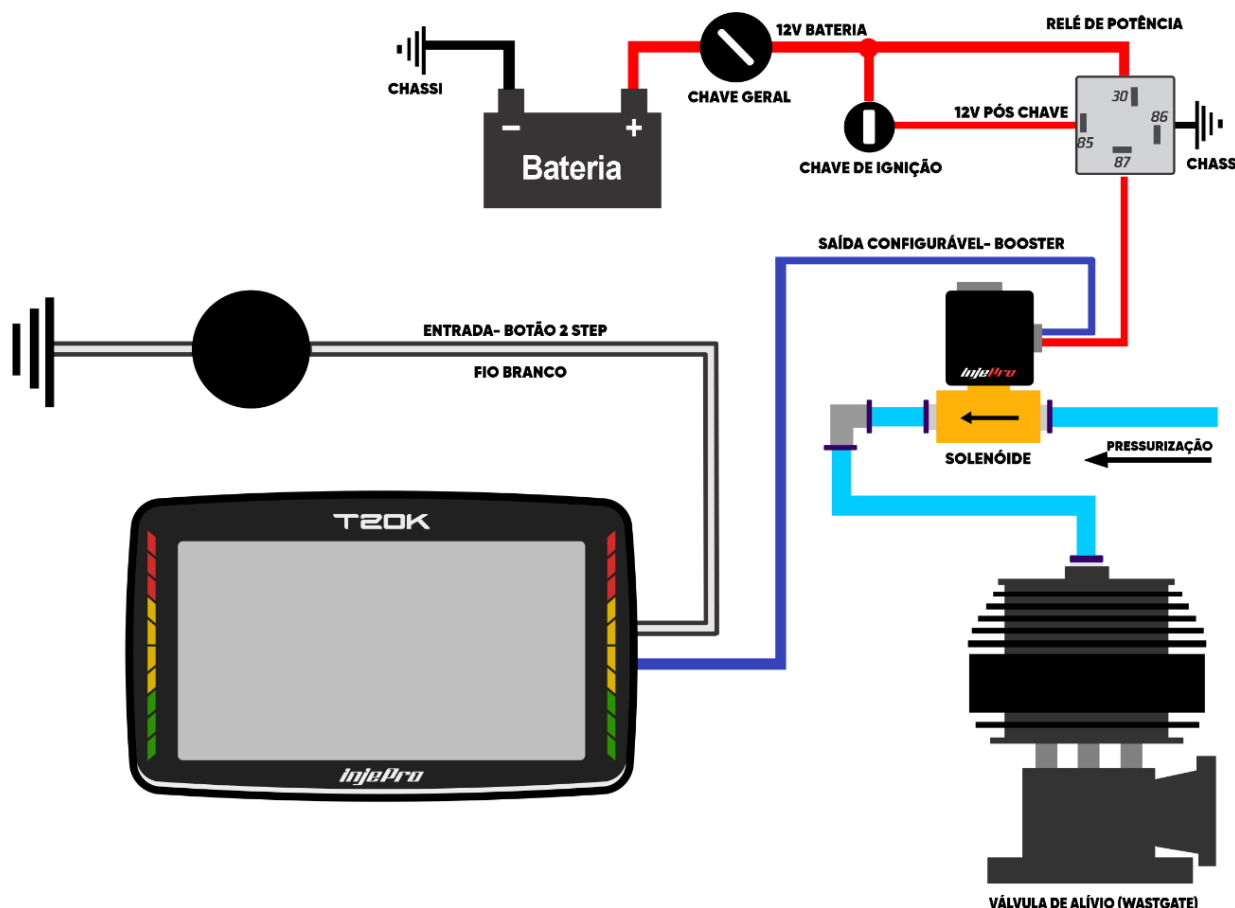 12V BATERIA
RELÉ DE POTÊNCIA
CHASSI
CHAVE GERAL
30
12V PÓS CHAVE
86
85
87
CHASS
CHAVE DE IGNIÇÃO
- +
Bateria
SAÍDA CONFIGURÁVEL- BOOSTER
ENTRADA- BOTÃO 2 STEP
FIO BRANCO
injePro
PRESSURIZAÇÃO
SOLENÓIDE
T20K
injePro
VÁLVULA DE ALÍVIO (WASTGATE)